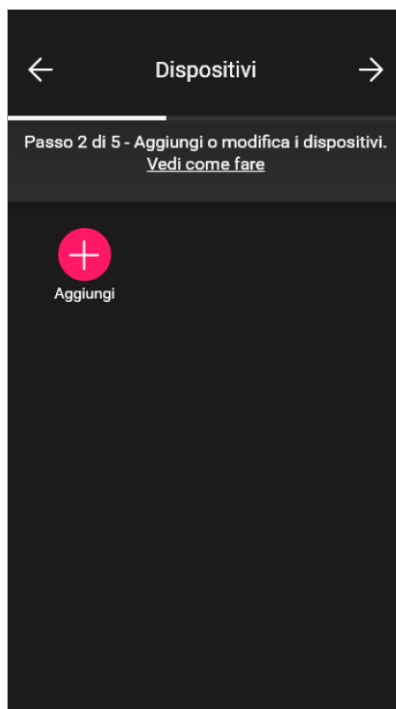 Dispositivi
Passo 2 di 5 - Aggiungi o modifica i dispositivi.
Vedi come fare
Aggiungi